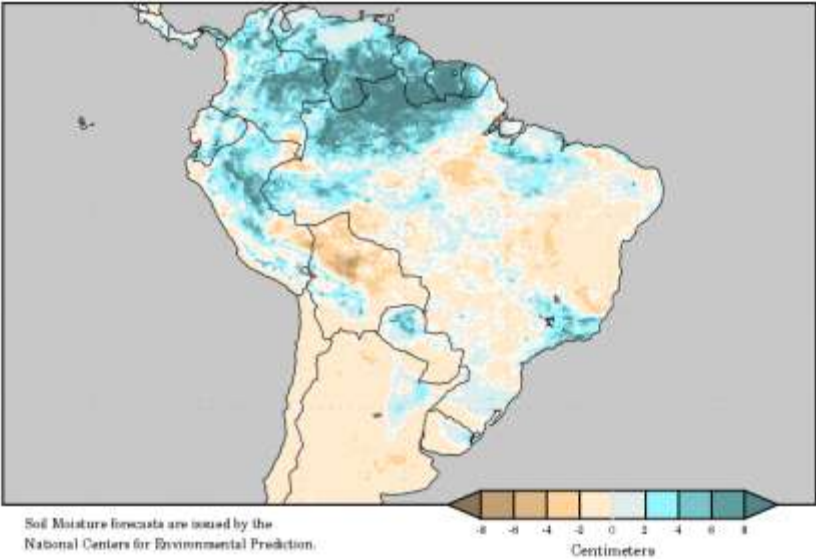 -8 -6 -4 -2 0 2 4 6 8
Centimeters
Soil Moisture forecasts are issued by the
National Centers for Environmental Prediction.